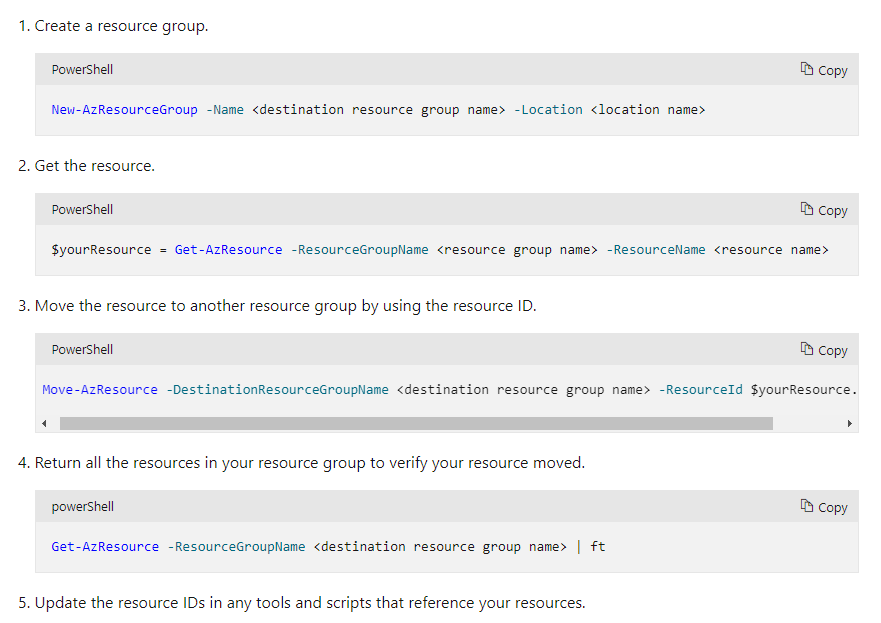 1. Create a resource group.
PowerShell
Copy
New-AzResourceGroup -Name <destination resource group name> -Location <location name>
2. Get the resource.
PowerShell
Copy
$yourResource = Get-AzResource -ResourceGroupName <resource group name> -ResourceName <resource name>
3. Move the resource to another resource group by using the resource ID.
PowerShell
Copy
Move-AzResource -DestinationResourceGroupName <destination resource group name> -ResourceId $yourResource.
4. Return all the resources in your resource group to verify your resource moved.
powerShell
Copy
Get-AzResource -ResourceGroupName <destination resource group name> | ft
5. Update the resource IDs in any tools and scripts that reference your resources.